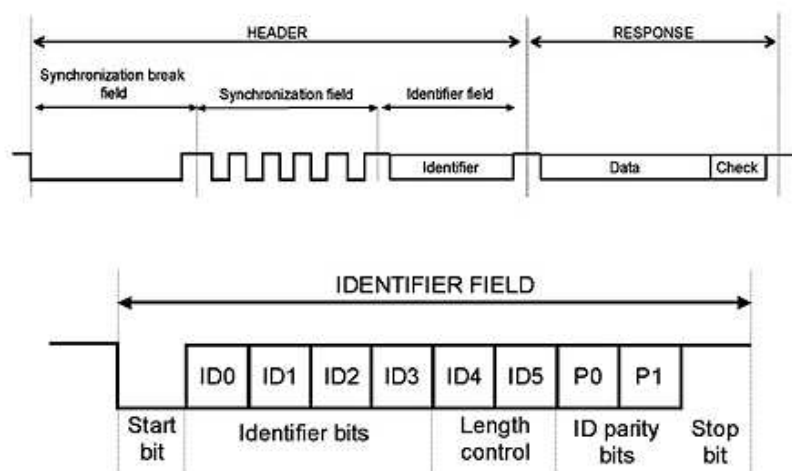 HEADER
RESPONSE
Synchronization break
field
Synchronization field
Identifier field
Identifier
Data
Check
IDENTIFIER FIELD
ID0 ID1 ID2 ID3 ID4 ID5 P0 P1
Start
bit
Identifier bits
Length
control
ID parity
bits
Stop
bit